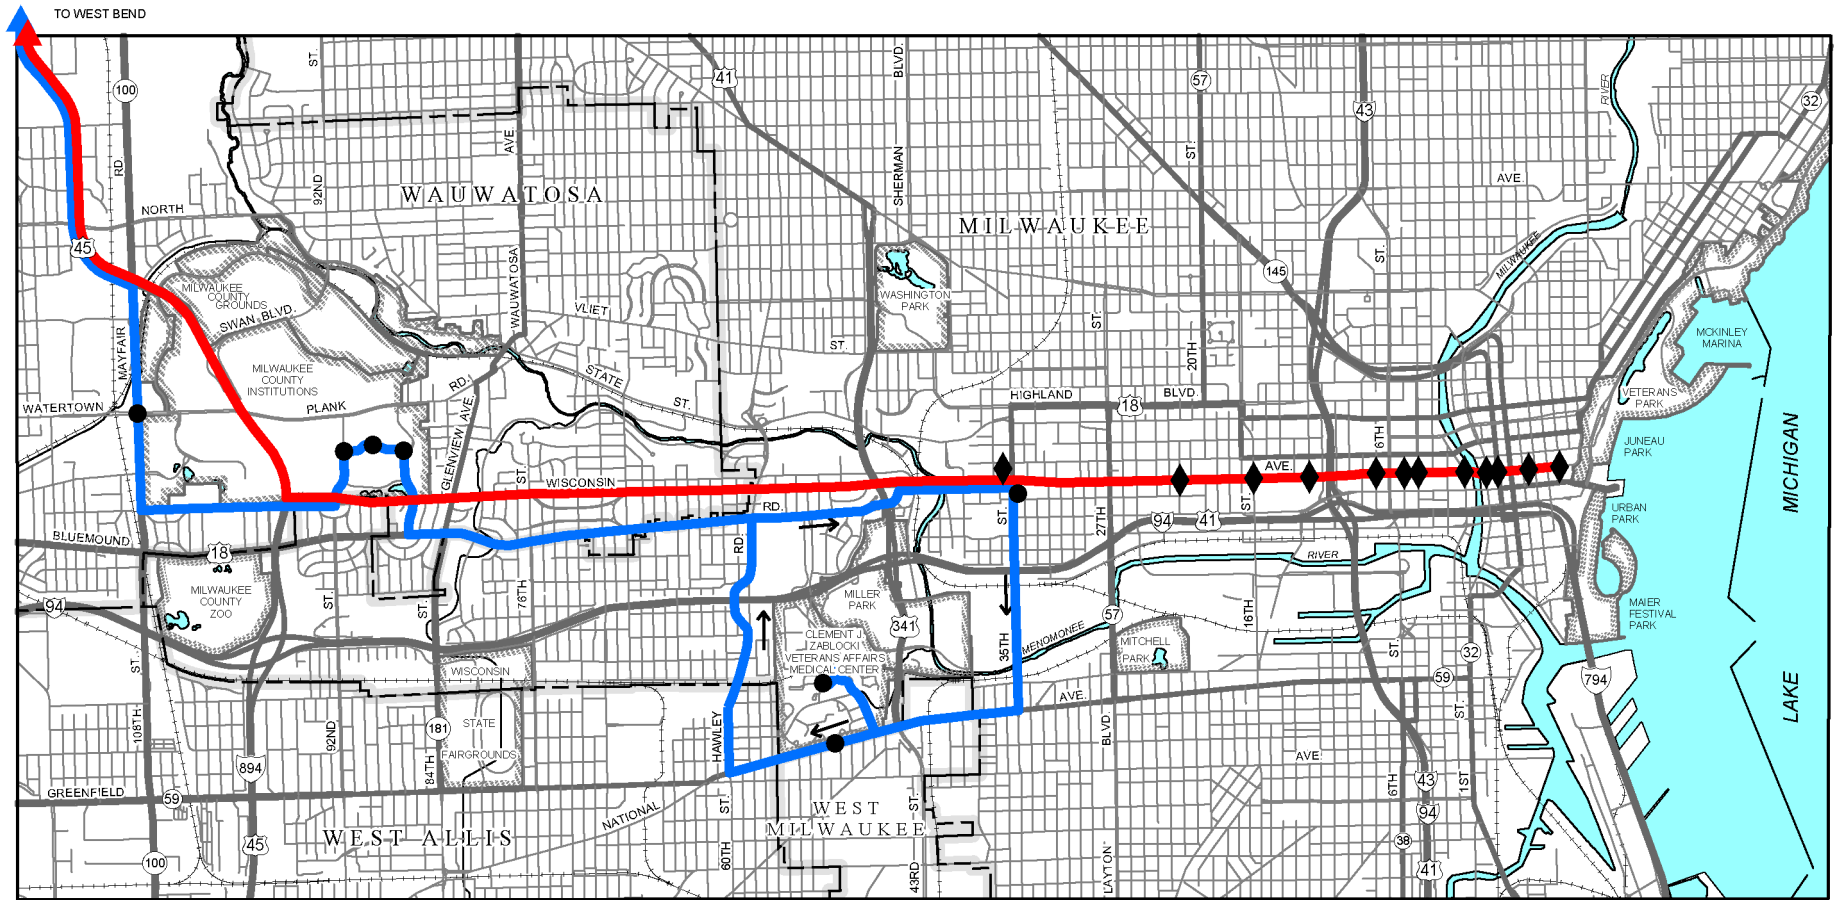 TO WEST BEND
ST.
BLVD.
41
57
100
43
32
RIVER
RD.
AVE.
ST.
92ND
SHERMAN
AVE.
WAUWATOSA
NORTH
MILWAUKEE
45
ST.
MILWAUKEE
145
MILWAUKEE
COUNTY
GROUNDS
WAUWATOSA
WASHINGTON
PARK
SWAN BLVD.
VLIET
ST.
ST.
MAYFAIR
20TH
MCKINLEY
MARINA
MILWAUKEE
COUNTY
INSTITUTIONS
RD.
STATE
ST.
HIGHLAND
18
BLVD.
VETERANS
PARK
WATERTOWN
PLANK
GLENVIEW AVE.
6TH
JUNEAU
PARK
MICHIGAN
ST.
WISCONSIN
AVE.
RD.
ST.
ST.
27TH
94
41
URBAN
PARK
BLUEMOUND
18
RD.
RIVER
MILWAUKEE
COUNTY
ZOO
94
ST.
ST.
76TH
MILLER
PARK
57
16TH
MAIER
FESTIVAL
PARK
341
CLEMENT J.
ZABLOCKI
VETERANS AFFAIRS
MEDICAL CENTER
35TH
MENOMONEE
MITCHELL
PARK
ST.
32
ST.
WISCONSIN
STATE
FAIRGROUNDS
59
794
AVE.
LAKE
108TH
92ND
181
HAWLEY
BLVD.
ST.
AVE.
894
84TH
43
6TH
1ST
GREENFIELD
59
NATIONAL
ST.
WEST
MILWAUKEE
ST.
94
WEST ALLIS
45
100
60TH
43RD
LAYTON
38
41